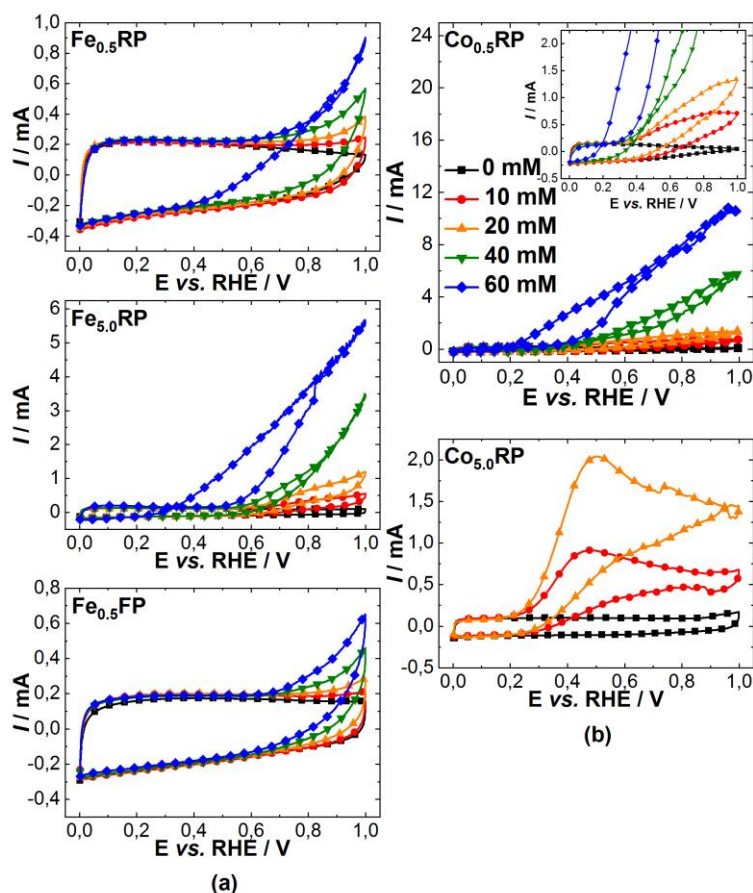 Fe0.5RP
I / mA
1,0
0,8
0,6
0,4
0,2
0,0
-0,2
-0,4
0,0 0,2 0,4 0,6 0,8 1,0
E vs. RHE / V
Fe5.0RP
I / mA
6
5
4
3
2
1
0
0,0 0,2 0,4 0,6 0,8 1,0
E vs. RHE / V
Fe0.5FP
I / mA
0,8
0,6
0,4
0,2
0,0
-0,2
-0,4
0,0 0,2 0,4 0,6 0,8 1,0
E vs. RHE / V
(a)
Co0.5RP
I / mA
24
20
16
12
8
4
0
I / mA
2.0
1.5
1.0
0.5
0.0
0.0 0.2 0.4 0.6 0.8 1.0
E vs. RHE / V
0 mM
10 mM
20 mM
40 mM
60 mM
0,0 0,2 0,4 0,6 0,8 1,0
E vs. RHE / V
Co5.0RP
I / mA
2,0
1,5
1,0
0,5
0,0
-0,5
0,0 0,2 0,4 0,6 0,8 1,0
E vs. RHE / V
(b)